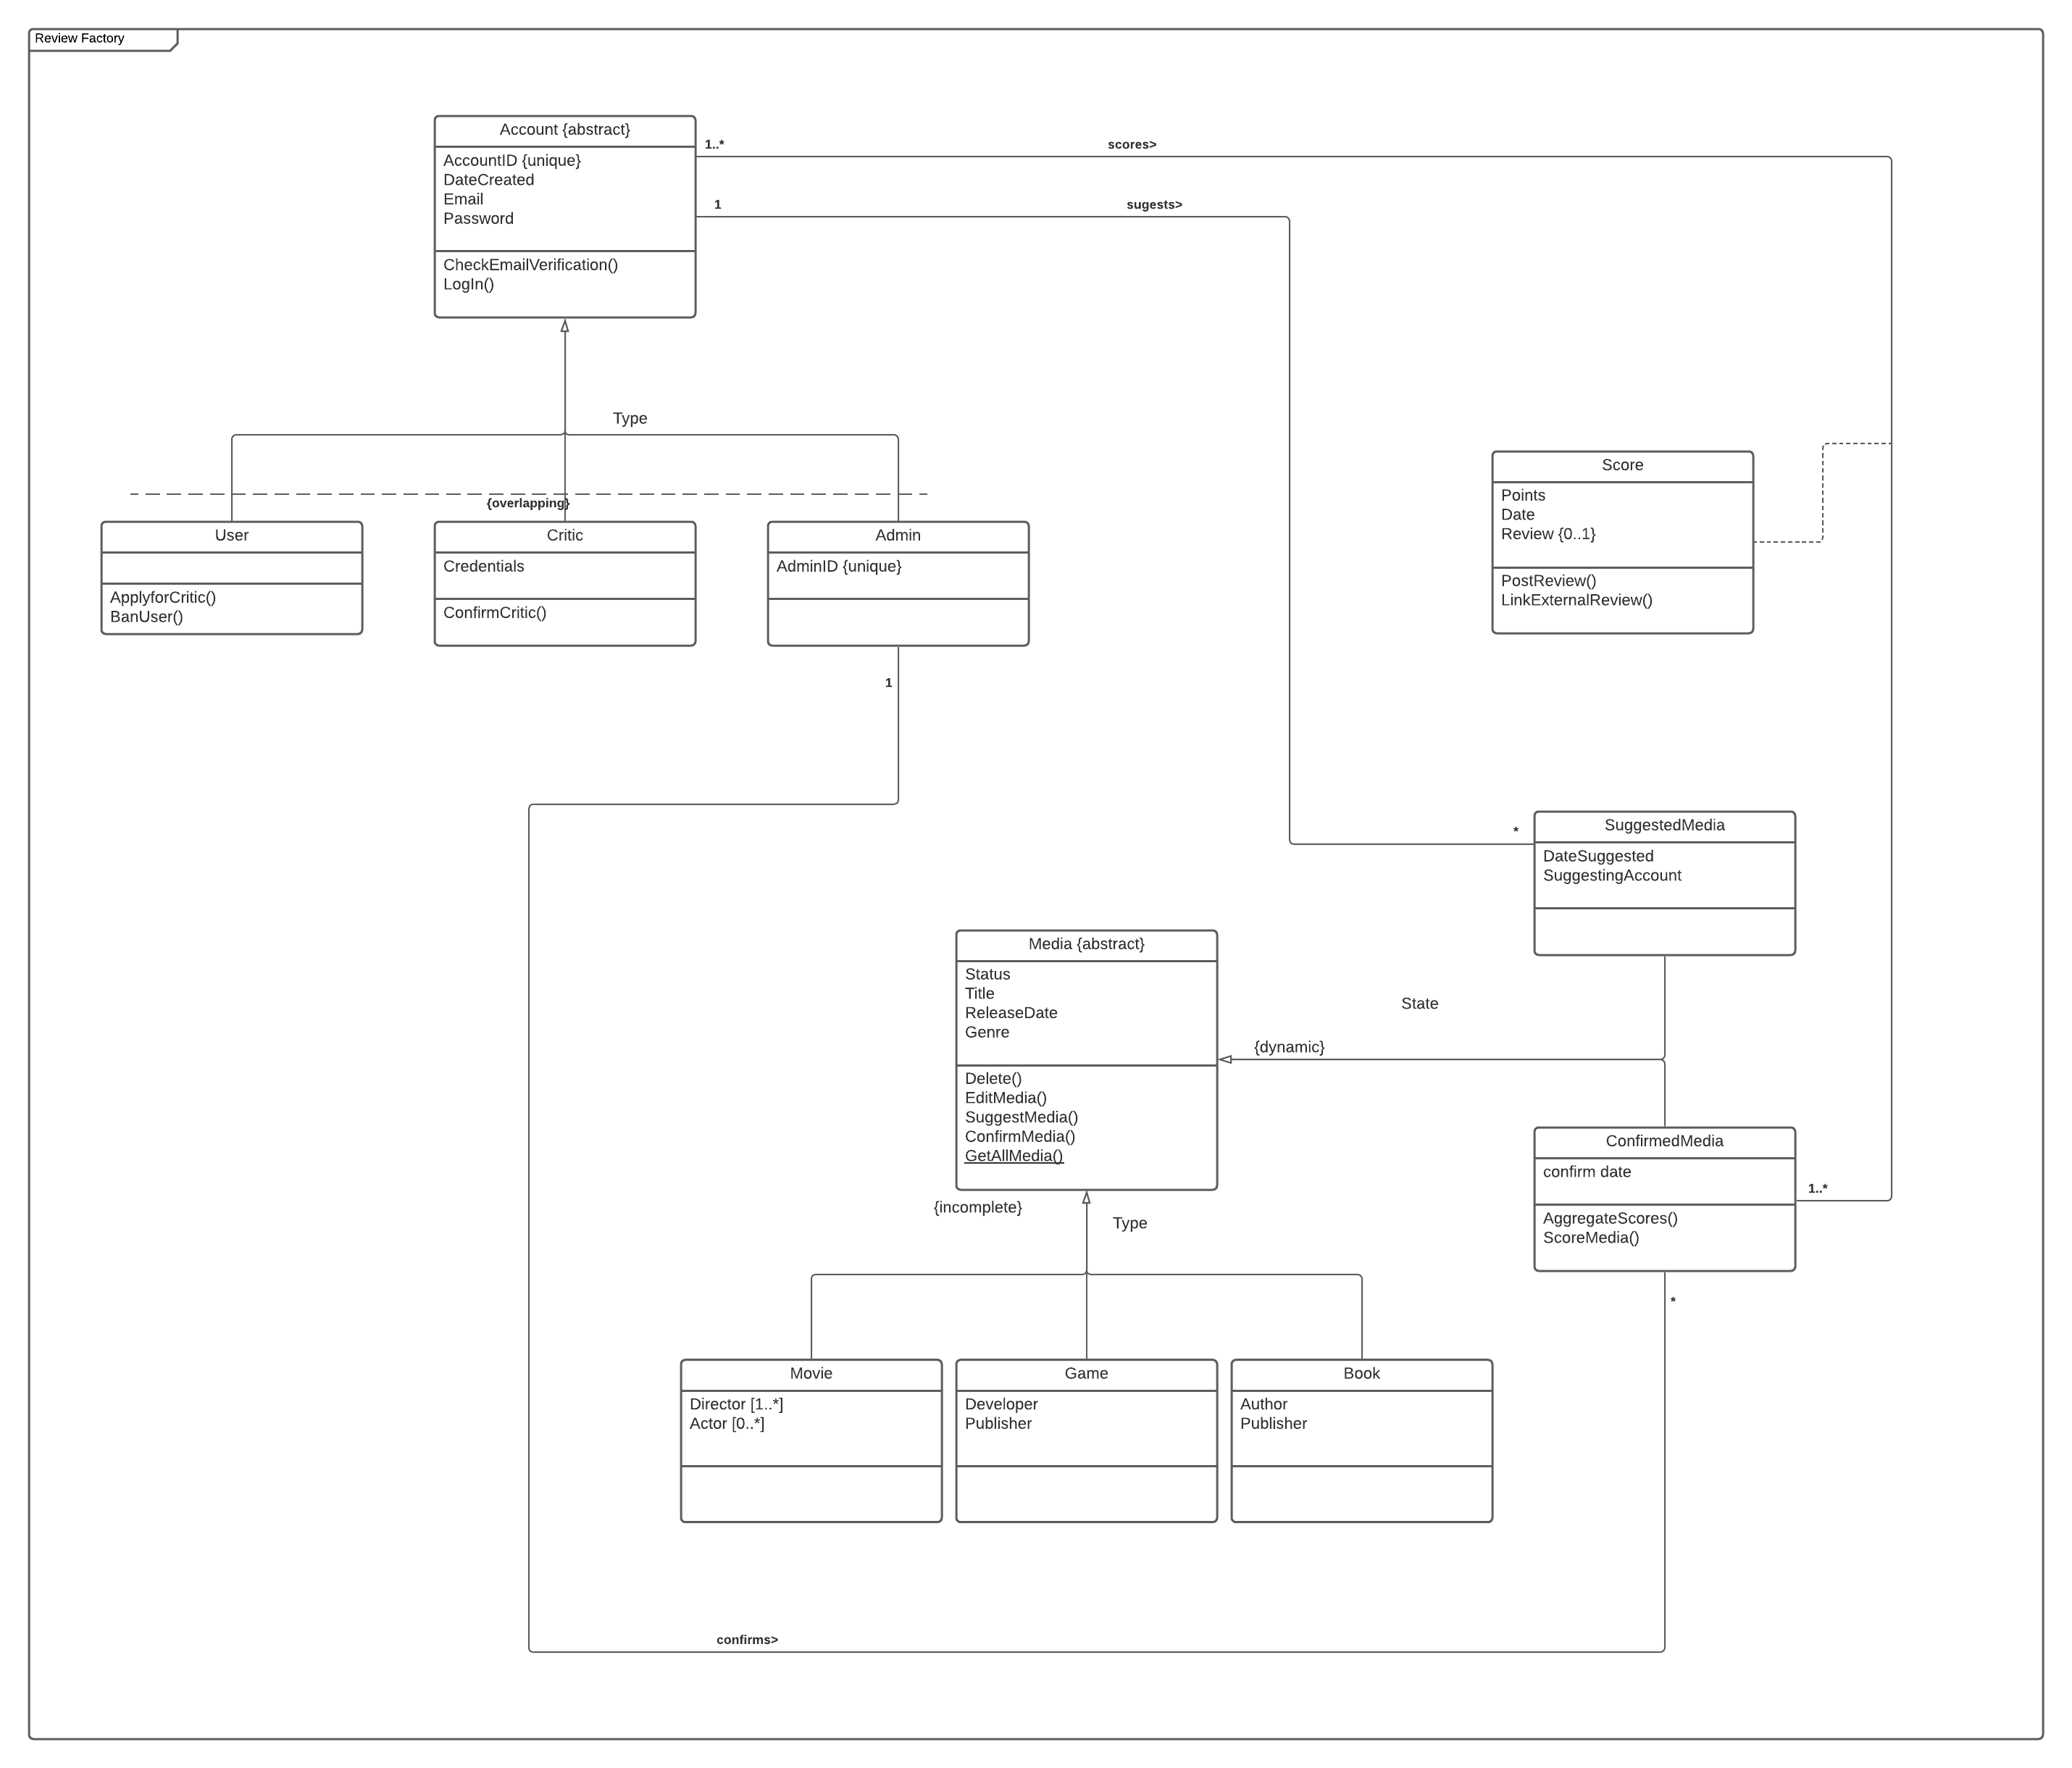 Review Factory
Account {abstract}
AccountID {unique}
DateCreated
Email
Password
CheckEmailVerification()
LogIn()
1..*
scores>
1
sugests>
Type
{overlapping}
User
ApplyforCritic()
BanUser()
Critic
Credentials
ConfirmCritic()
Admin
AdminID {unique}
1
Score
Points
Date
Review {0..1}
PostReview()
LinkExternalReview()
*
SuggestedMedia
DateSuggested
SuggestingAccount
Media {abstract}
Status
Title
ReleaseDate
Genre
Delete()
EditMedia()
SuggestMedia()
ConfirmMedia()
GetAllMedia()
State
{dynamic}
ConfirmedMedia
confirm date
AggregateScores()
ScoreMedia()
1..*
*
{incomplete}
Type
Movie
Director [1..*]
Actor [0..*]
Game
Developer
Publisher
Book
Author
Publisher
confirms>